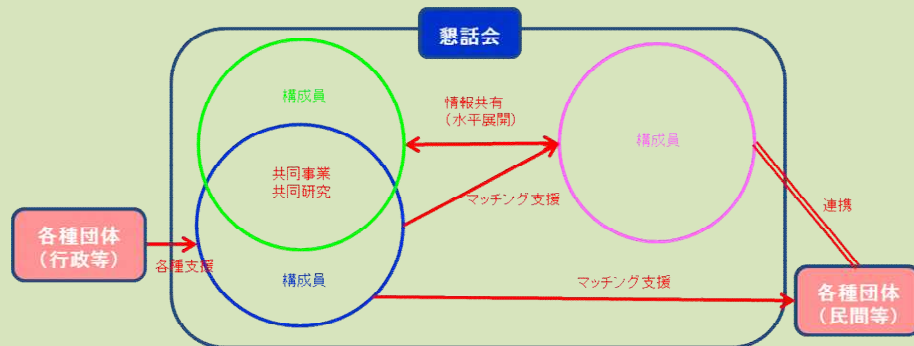 懇話会
構成員
情報共有
（水平展開）
構成員
共同事業
共同研究
マッチング支援
連携
各種団体
（行政等）
各種支援
構成員
マッチング支援
各種団体
（民間等）